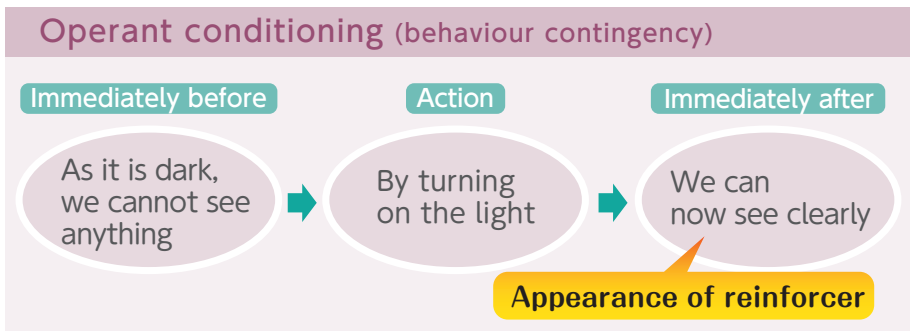 Operant conditioning (behaviour contingency)
Immediately before
As it is dark,
we cannot see
anything
Action
By turning
on the light
Immediately after
We can
now see clearly
Appearance of reinforcer